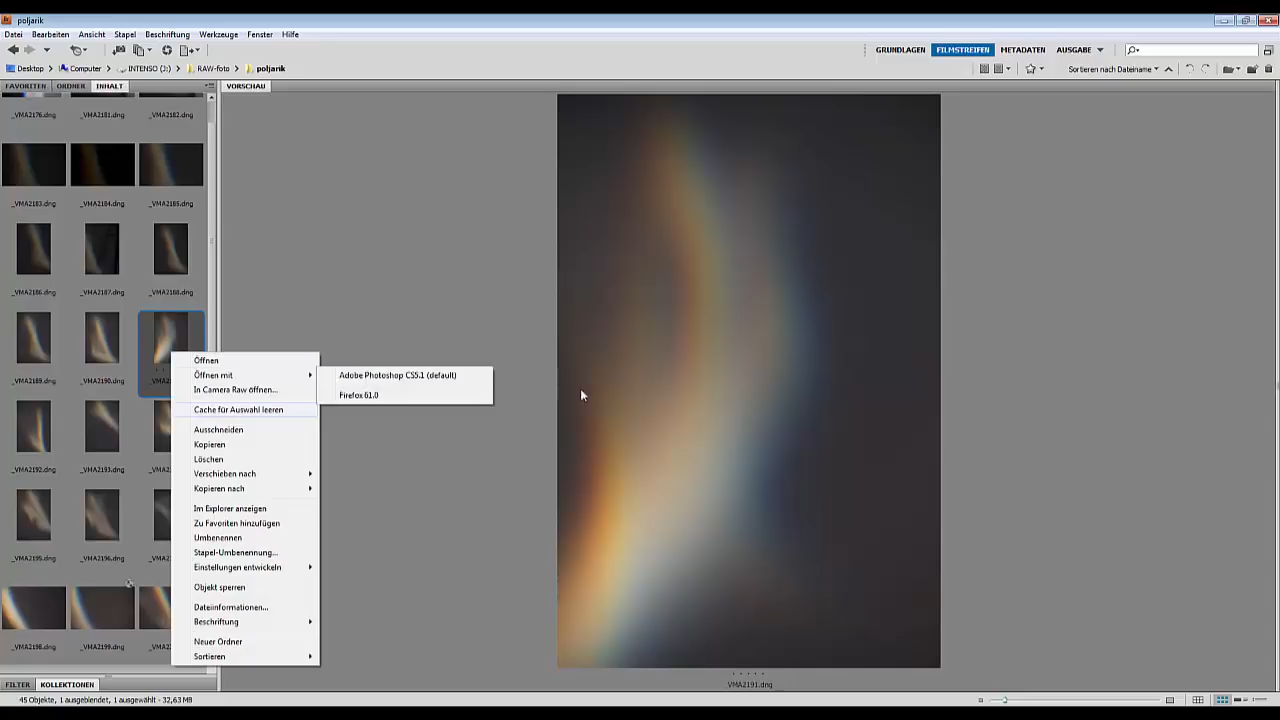 poljarik
Datei Bearbeiten Ansicht Stapel Beschriftung Werkzeuge Fenster Hilfe
GRUNDLAGEN FILMSTREIFEN METADATEN AUSGABE
Desktop Computer INTENSO (J:) RAW-foto poljarik
Sortieren nach Dateiname
FAVORITEN ORDNER INHALT
VORSCHAU
_VMA2176.dng _VMA2181.dng _VMA2182.dng
_VMA2183.dng _VMA2184.dng _VMA2185.dng
_VMA2186.dng _VMA2187.dng _VMA2188.dng
_VMA2189.dng _VMA2190.dng
_VMA2192.dng _VMA2193.dng
_VMA2195.dng _VMA2196.dng
_VMA2198.dng _VMA2199.dng
Öffnen
Öffnen mit
In Camera Raw öffnen...
Cache für Auswahl leeren
Ausschneiden
Kopieren
Löschen
Verschieben nach
Kopieren nach
Im Explorer anzeigen
Zu Favoriten hinzufügen
Umbenennen
Stapel-Umbenennung...
Einstellungen entwickeln
Objekt sperren
Dateiinformationen...
Beschriftung
Neuer Ordner
Sortieren
Adobe Photoshop CS5.1 (default)
Firefox 61.0
_VMA2191.dng
FILTER KOLLEKTIONEN
45 Objekte, 1 ausgeblendet, 1 ausgewählt - 32,63 MB